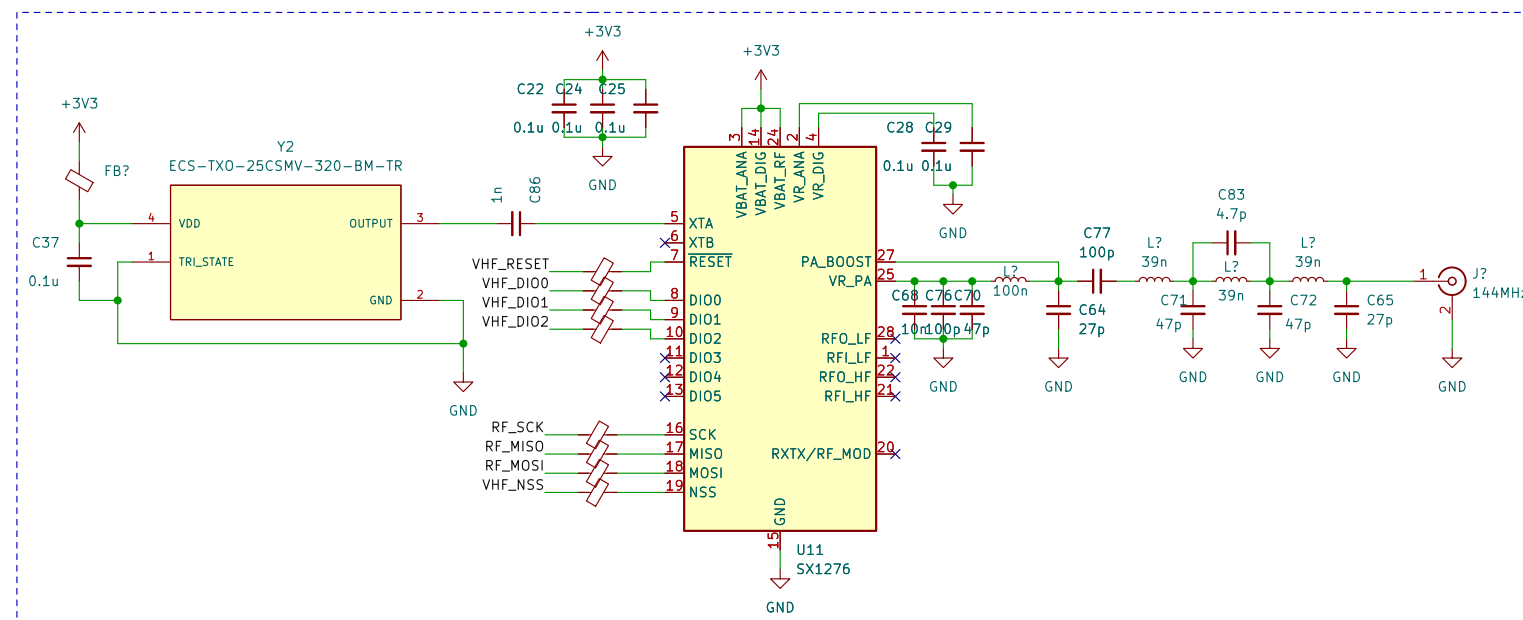 +3V3
+3V3
C22 C24 C25
0.1u 0.1u 0.1u
GND
+3V3
FB?
C37
0.1u
Y2
ECS-TXO-25CSMV-320-BM-TR
4 VDD
1 TRI_STATE
OUTPUT 3
GND 2
GND
1n
C86
VHF_RESET
VHF_DIO0
VHF_DIO1
VHF_DIO2
RF_SCK
RF_MISO
RF_MOSI
VHF_NSS
3 14 24 2 4
VBAT_ANA
VBAT_DIG
VBAT_RF
VR_ANA
VR_DIG
5 XTA
6 XTB
7 RESET
8 DIO0
9 DIO1
10 DIO2
11 DIO3
12 DIO4
13 DIO5
16 SCK
17 MISO
18 MOSI
19 NSS
PA_BOOST 27
VR_PA 25
RFO_LF 28
RFI_LF 1
RFO_HF 22
RFI_HF 21
RXTX/RF_MOD 20
GND
15
U11
SX1276
GND
C28 C29
0.1u 0.1u
GND
C68 C76 C70
10n 100p 47p
GND
L?
100n
C64
27p
GND
C77
100p
L?
39n
C83
4.7p
L?
39n
L?
39n
C71
47p
GND
C72
47p
GND
C65
27p
GND
1
2
J?
144MHz
GND